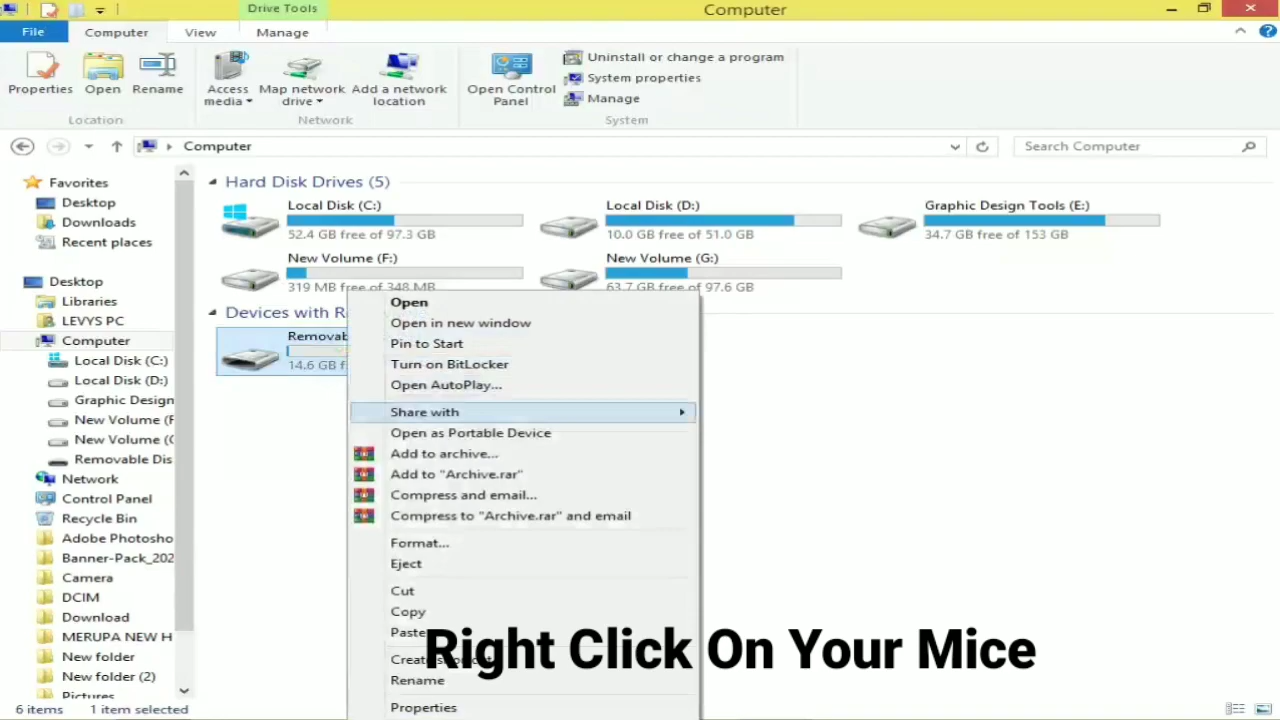 Drive Tools
Computer
File
Computer
View
Manage
Properties
Open
Rename
Access media
Map network drive
Add a network location
Open Control Panel
Uninstall or change a program
System properties
Manage
Location
Network
System
Computer
Search Computer
Favorites
Desktop
Downloads
Recent places
Desktop
Libraries
LEVYS PC
Computer
Local Disk (C:)
Local Disk (D:)
Graphic Design
New Volume (F
New Volume (G
Removable Dis
Network
Control Panel
Recycle Bin
Adobe Photosho
Banner-Pack_202
Camera
DCIM
Download
MERUPA NEW H
New folder
New folder (2)
Pictures
Hard Disk Drives (5)
Local Disk (C:)
52.4 GB free of 97.3 GB
Local Disk (D:)
10.0 GB free of 51.0 GB
Graphic Design Tools (E:)
34.7 GB free of 153 GB
New Volume (F:)
319 MB free of 348 MB
New Volume (G:)
63.7 GB free of 97.6 GB
Devices with R
Removab
14.6 GB f
Open
Open in new window
Pin to Start
Turn on BitLocker
Open AutoPlay...
Share with
Open as Portable Device
Add to archive...
Add to "Archive.rar"
Compress and email...
Compress to "Archive.rar" and email
Format...
Eject
Cut
Copy
Paste
Create
Rename
Properties
Right Click On Your Mice
6 items
1 item selected